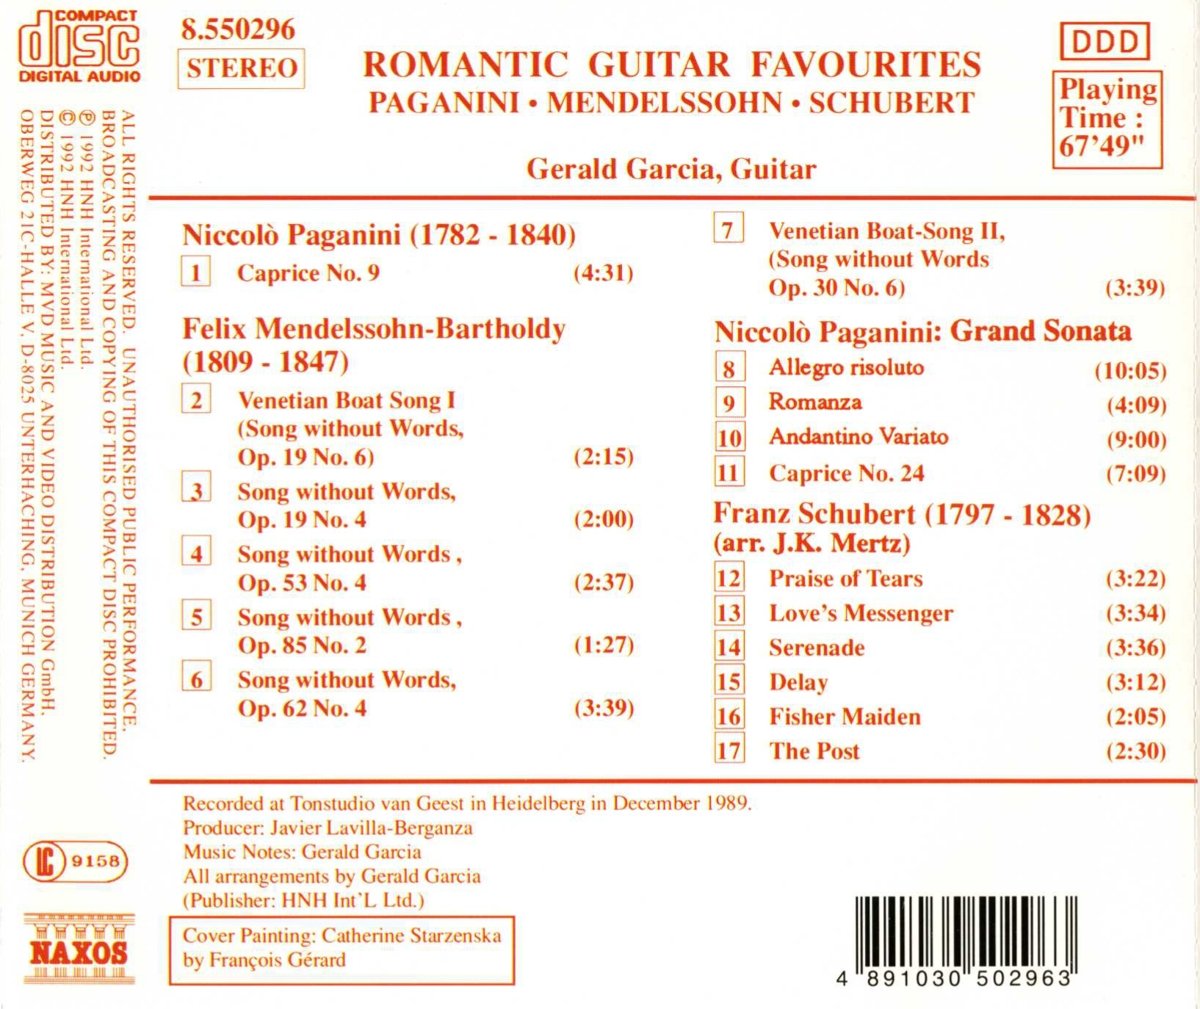 COMPACT
disc
DIGITAL AUDIO
8.550296
STEREO
ROMANTIC GUITAR FAVOURITES
PAGANINI • MENDELSSOHN • SCHUBERT
Gerald Garcia, Guitar
DDD
Playing
Time :
67'49"
ALL RIGHTS RESERVED. UNAUTHORISED PUBLIC PERFORMANCE.
BROADCASTING AND COPYING OF THIS COMPACT DISC PROHIBITED.
℗ 1992 HNH International Ltd.
© 1992 HNH International Ltd.
DISTRIBUTED BY: MVD MUSIC AND VIDEO DISTRIBUTION GmbH.
OBERWEG 21C-HALLE V. D-8025 UNTERHACHING, MUNICH GERMANY.
Niccolò Paganini (1782 - 1840)
1 Caprice No. 9 (4:31)
Felix Mendelssohn-Bartholdy
(1809 - 1847)
2 Venetian Boat Song I
(Song without Words,
Op. 19 No. 6) (2:15)
3 Song without Words,
Op. 19 No. 4 (2:00)
4 Song without Words ,
Op. 53 No. 4 (2:37)
5 Song without Words ,
Op. 85 No. 2 (1:27)
6 Song without Words,
Op. 62 No. 4 (3:39)
7 Venetian Boat-Song II,
(Song without Words
Op. 30 No. 6) (3:39)
Niccolò Paganini: Grand Sonata
8 Allegro risoluto (10:05)
9 Romanza (4:09)
10 Andantino Variato (9:00)
11 Caprice No. 24 (7:09)
Franz Schubert (1797 - 1828)
(arr. J.K. Mertz)
12 Praise of Tears (3:22)
13 Love's Messenger (3:34)
14 Serenade (3:36)
15 Delay (3:12)
16 Fisher Maiden (2:05)
17 The Post (2:30)
Recorded at Tonstudio van Geest in Heidelberg in December 1989.
Producer: Javier Lavilla-Berganza
Music Notes: Gerald Garcia
All arrangements by Gerald Garcia
(Publisher: HNH Int'L Ltd.)
Cover Painting: Catherine Starzenska
by François Gérard
LC 9158
NAXOS
4 891030 502963